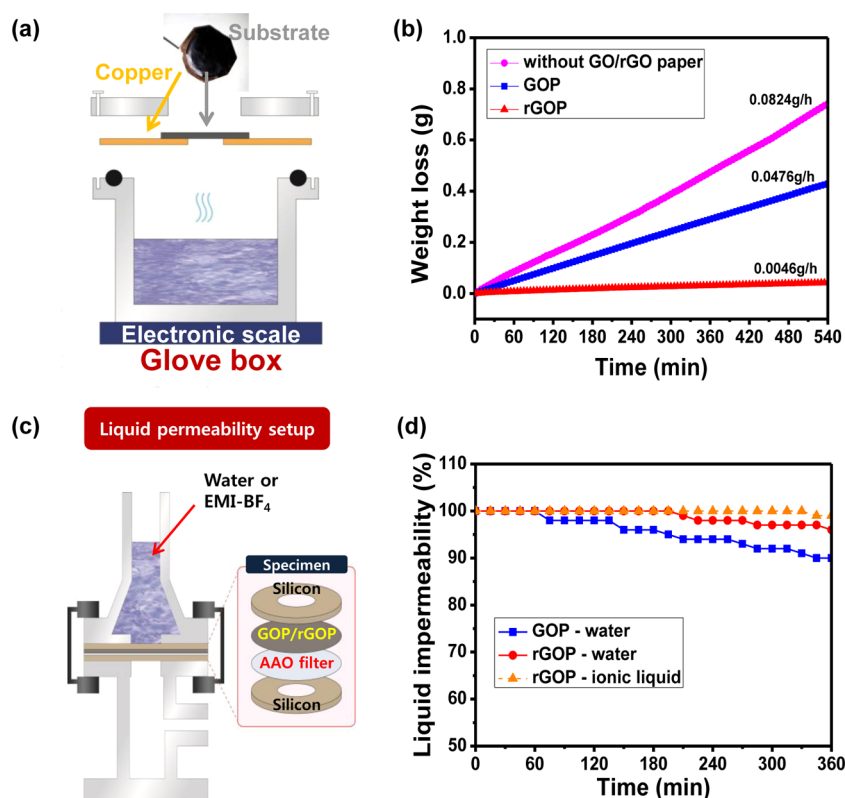 (a)
Substrate
Copper
Electronic scale
Glove box
(b)
without GO/rGO paper
GOP
rGOP
0.0824g/h
0.0476g/h
0.0046g/h
Weight loss (g)
1.0
0.8
0.6
0.4
0.2
0.0
0 60 120 180 240 300 360 420 480 540
Time (min)
(c)
Liquid permeability setup
Water or
EMI-BF₄
Specimen
Silicon
GOP/rGOP
AAO filter
Silicon
(d)
Liquid impermeability (%)
110
100
90
80
70
60
50
GOP - water
rGOP - water
rGOP - ionic liquid
0 60 120 180 240 300 360
Time (min)